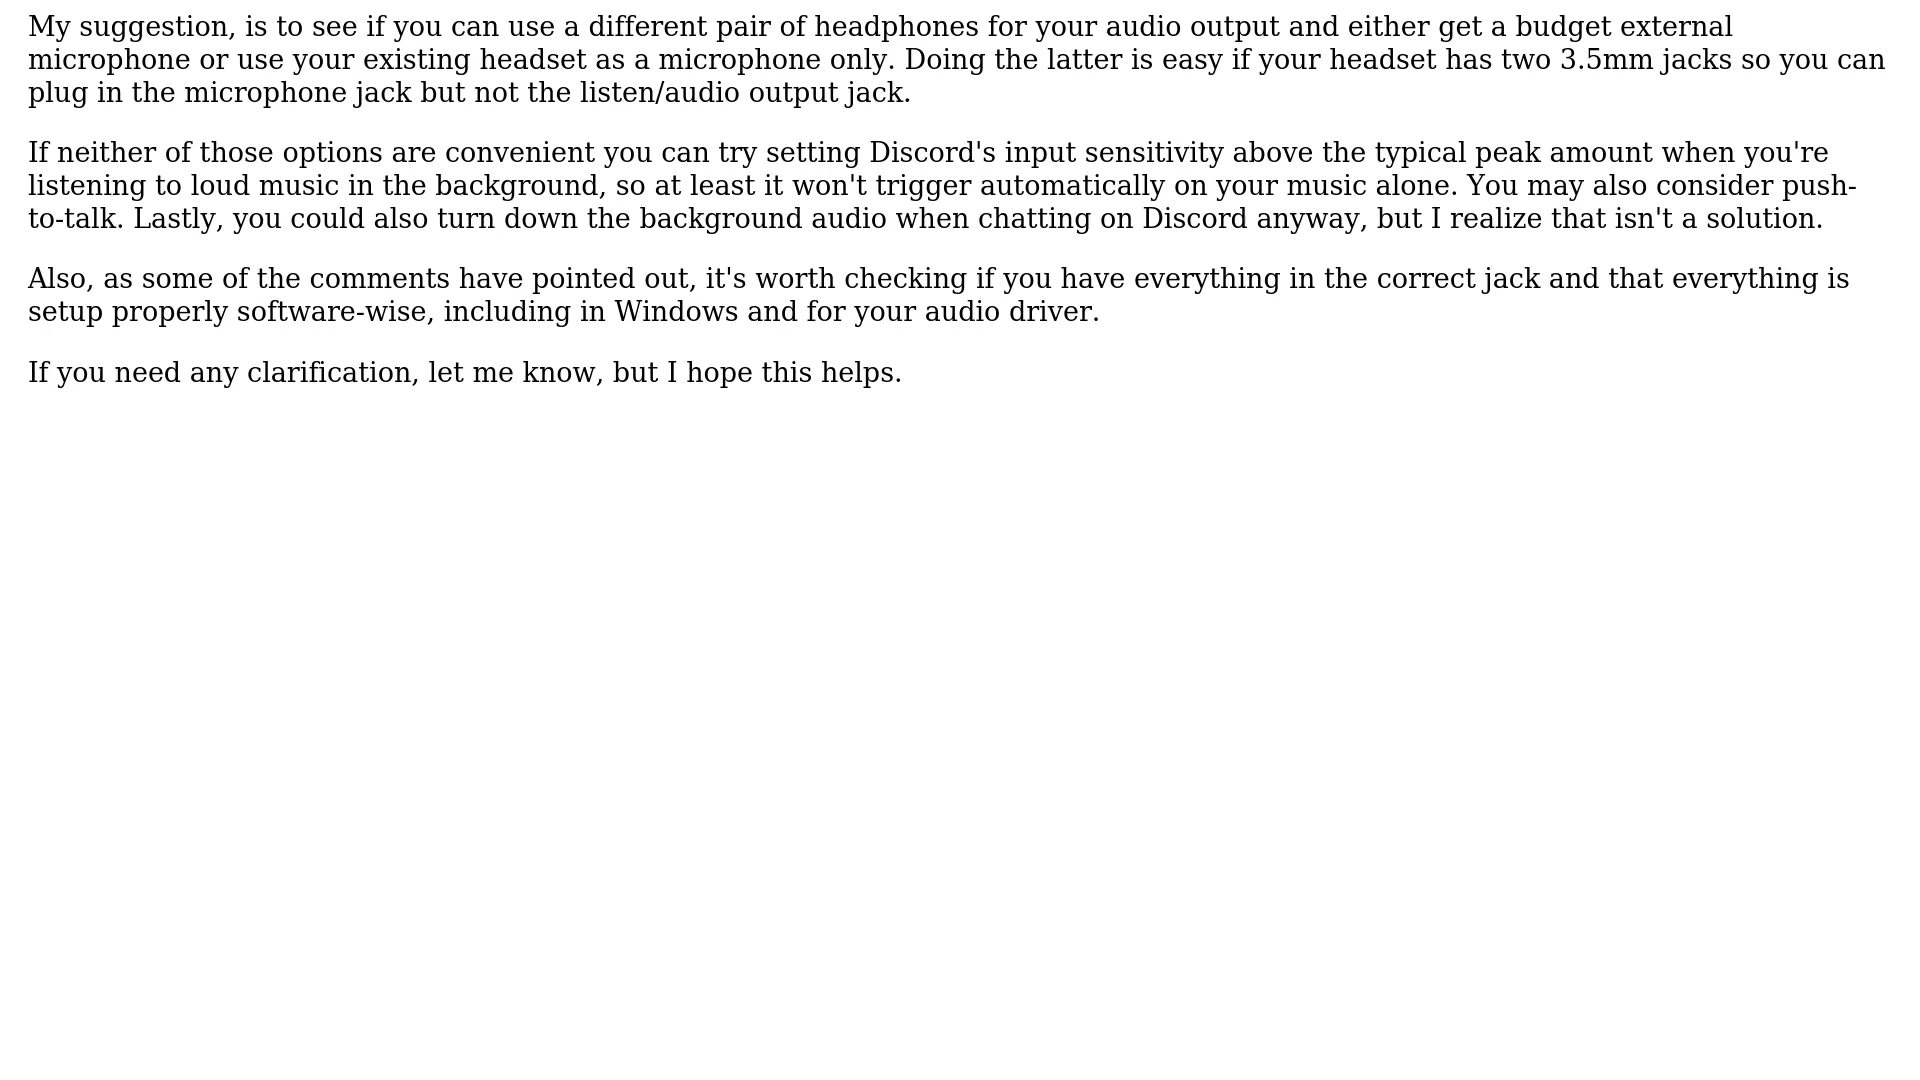 My suggestion, is to see if you can use a different pair of headphones for your audio output and either get a budget external
microphone or use your existing headset as a microphone only. Doing the latter is easy if your headset has two 3.5mm jacks so you can
plug in the microphone jack but not the listen/audio output jack.
If neither of those options are convenient you can try setting Discord's input sensitivity above the typical peak amount when you're
listening to loud music in the background, so at least it won't trigger automatically on your music alone. You may also consider push-
to-talk. Lastly, you could also turn down the background audio when chatting on Discord anyway, but I realize that isn't a solution.
Also, as some of the comments have pointed out, it's worth checking if you have everything in the correct jack and that everything is
setup properly software-wise, including in Windows and for your audio driver.
If you need any clarification, let me know, but I hope this helps.